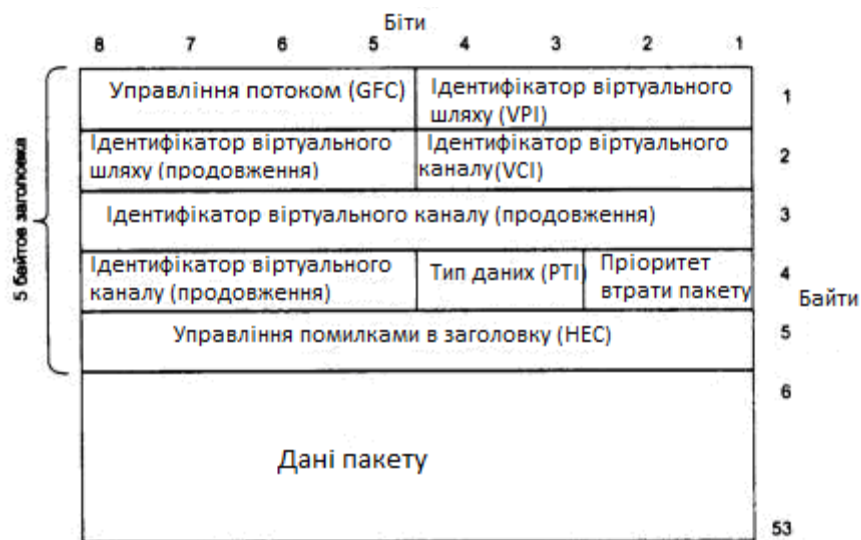 Біти
8 7 6 5 4 3 2 1
Управління потоком (GFC)
Ідентифікатор віртуального
шляху (VPI)
1
Ідентифікатор віртуального
шляху (продовження)
Ідентифікатор віртуального
каналу(VCI)
2
Ідентифікатор віртуального каналу (продовження)
3
Ідентифікатор віртуального
каналу (продовження)
Тип даних (PTI)
Пріоритет
втрати пакету
4
Байти
Управління помилками в заголовку (HEC)
5
5 байтов заголовка
6
Дані пакету
53